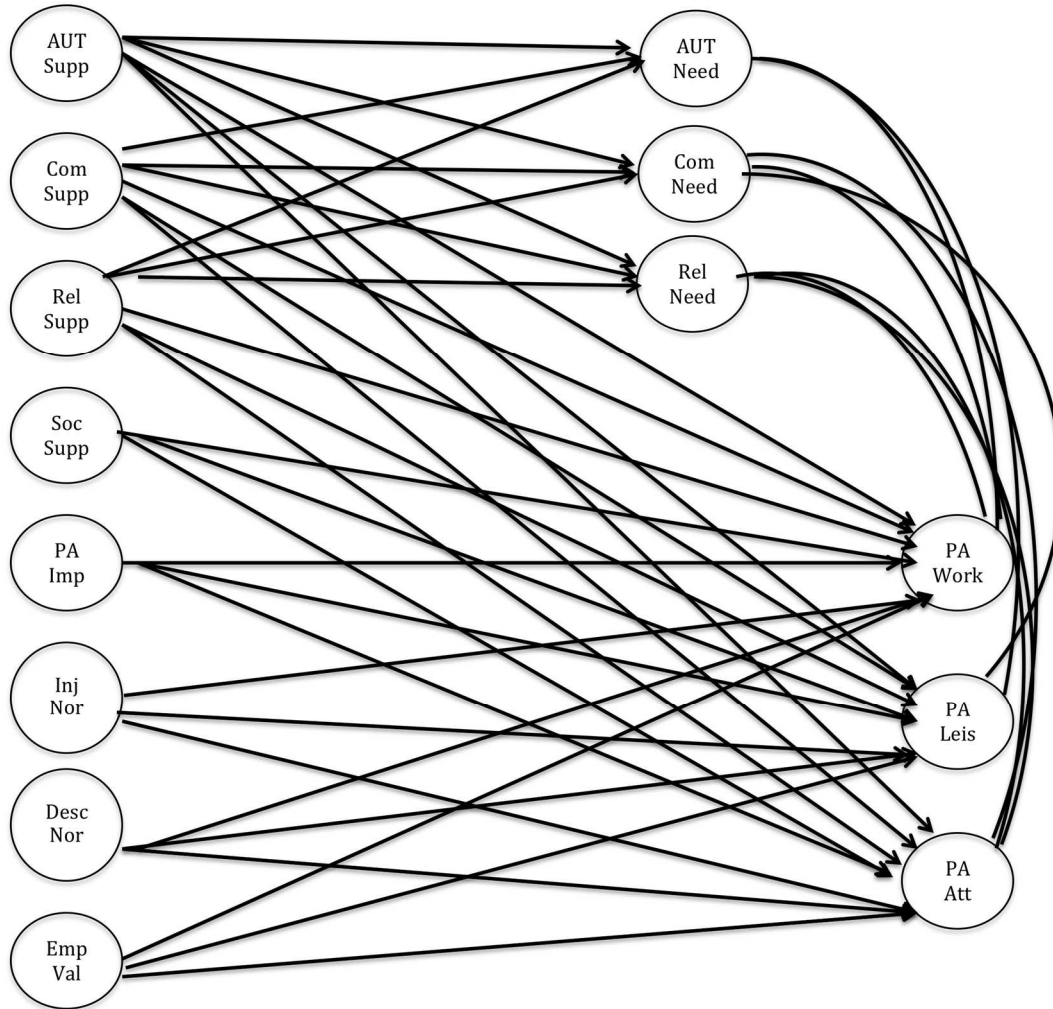 AUT
Supp
Com
Supp
Rel
Supp
Soc
Supp
PA
Imp
Inj
Nor
Desc
Nor
Emp
Val
AUT
Need
Com
Need
Rel
Need
PA
Work
PA
Leis
PA
Att